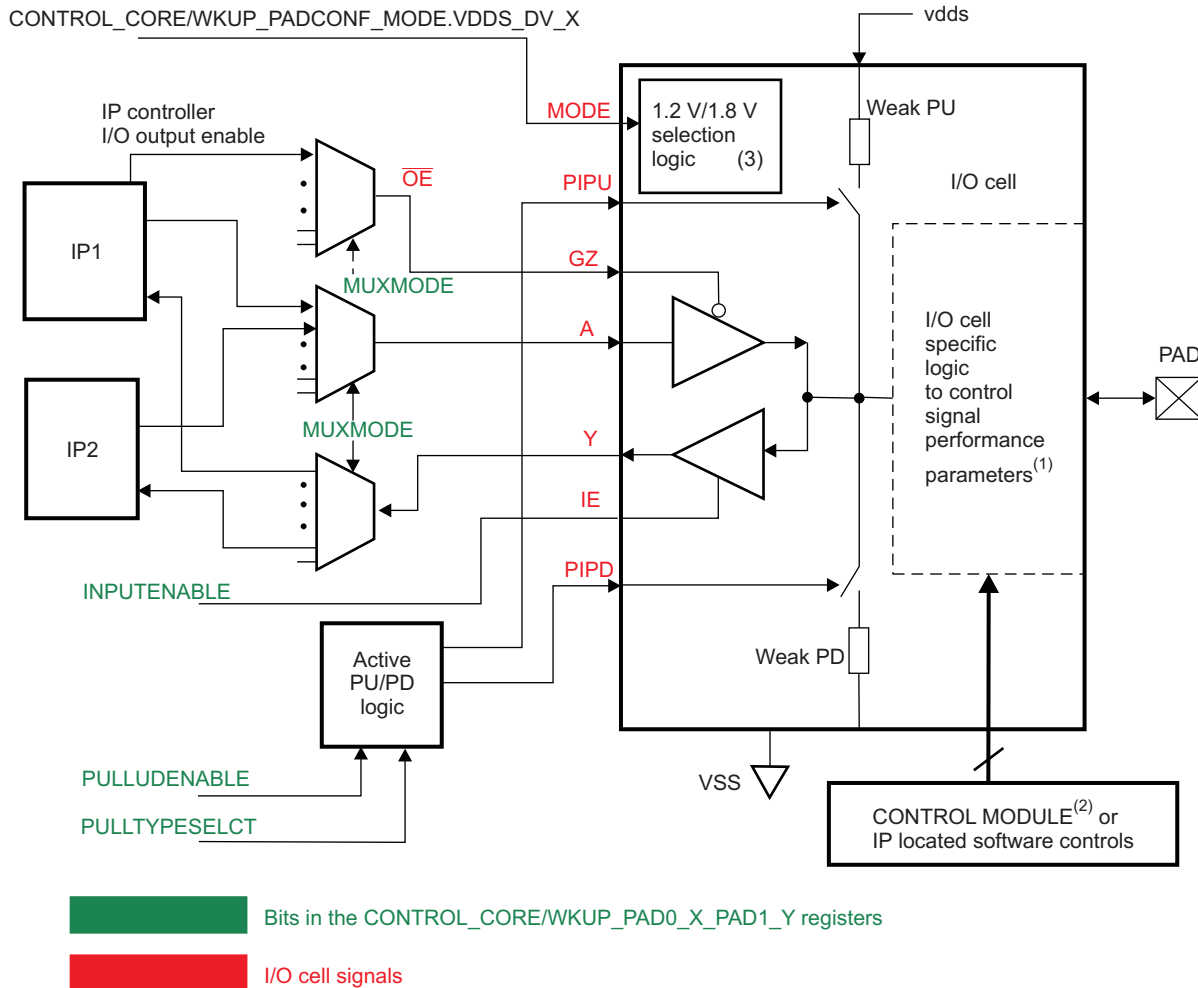 CONTROL_CORE/WKUP_PADCONF_MODE.VDDS_DV_X
vdds
IP controller
I/O output enable
MODE
1.2 V/1.8 V
selection
logic (3)
Weak PU
OE
PIPU
I/O cell
IP1
GZ
MUXMODE
A
I/O cell
specific
logic
to control
signal
performance
parameters(1)
PAD
IP2
MUXMODE
Y
IE
INPUTENABLE
PIPD
Active
PU/PD
logic
Weak PD
PULLUDENABLE
PULLTYPESELCT
VSS
CONTROL MODULE(2) or
IP located software controls
Bits in the CONTROL_CORE/WKUP_PAD0_X_PAD1_Y registers
I/O cell signals